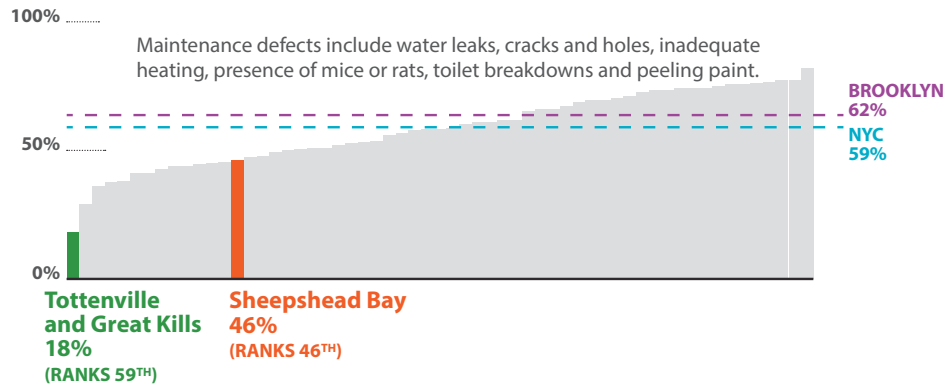 100%
Maintenance defects include water leaks, cracks and holes, inadequate
heating, presence of mice or rats, toilet breakdowns and peeling paint.
BROOKLYN
62%
NYC
59%
50%
0%
Tottenville
and Great Kills
18%
(RANKS 59TH)
Sheepshead Bay
46%
(RANKS 46TH)